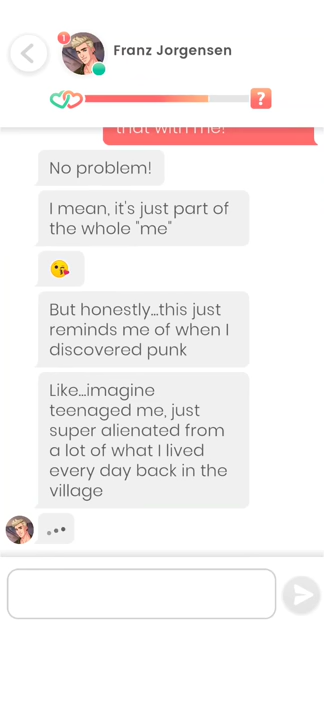 1
Franz Jorgensen
?
that with me!
No problem!
I mean, it's just part of
the whole "me"
😘
But honestly...this just
reminds me of when I
discovered punk
Like...imagine
teenaged me, just
super alienated from
a lot of what I lived
every day back in the
village
...